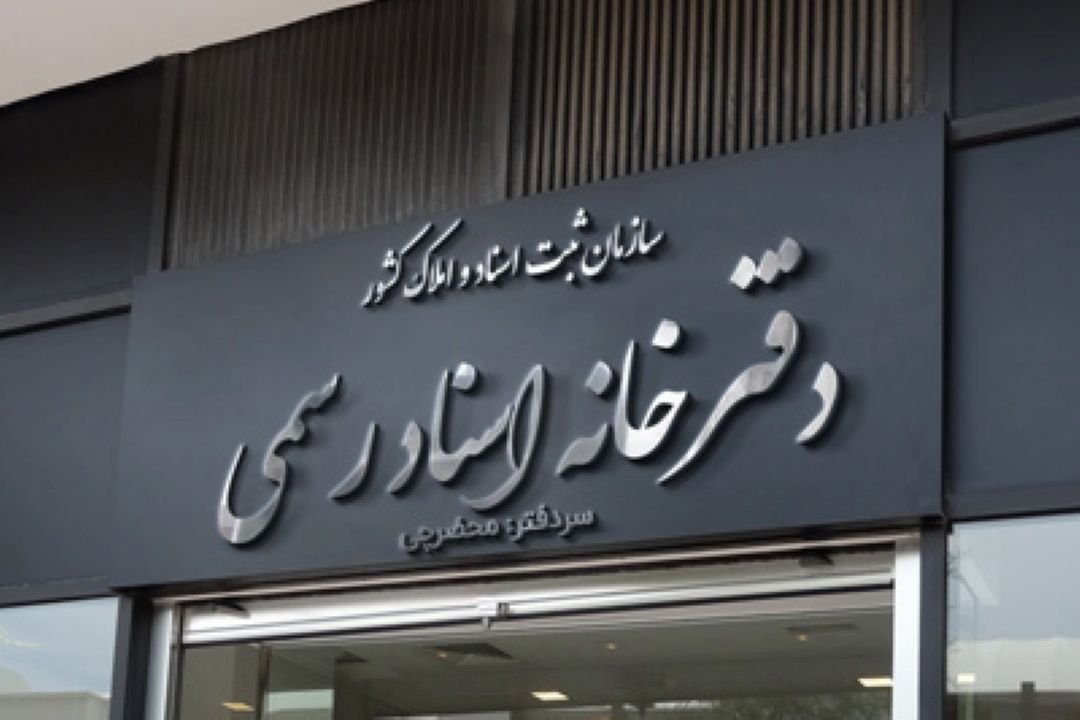 سازمان ثبت اسناد و املاک کشور
دفترخانه اسناد رسمی
سردفتر: محضرچی